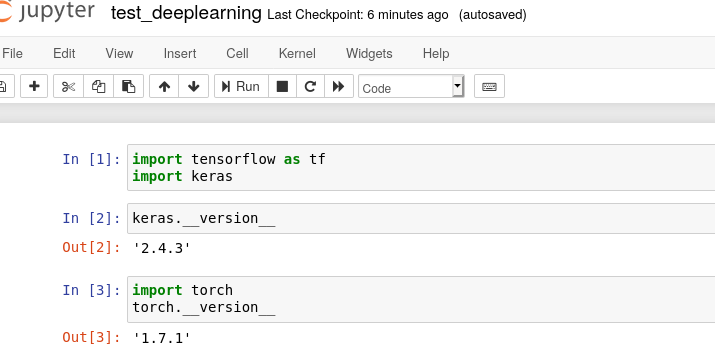 jupyter test_deeplearning Last Checkpoint: 6 minutes ago (autosaved)
File Edit View Insert Cell Kernel Widgets Help
Run Code
In [1]: import tensorflow as tf
import keras
In [2]: keras.__version__
Out[2]: '2.4.3'
In [3]: import torch
torch.__version__
Out[3]: '1.7.1'